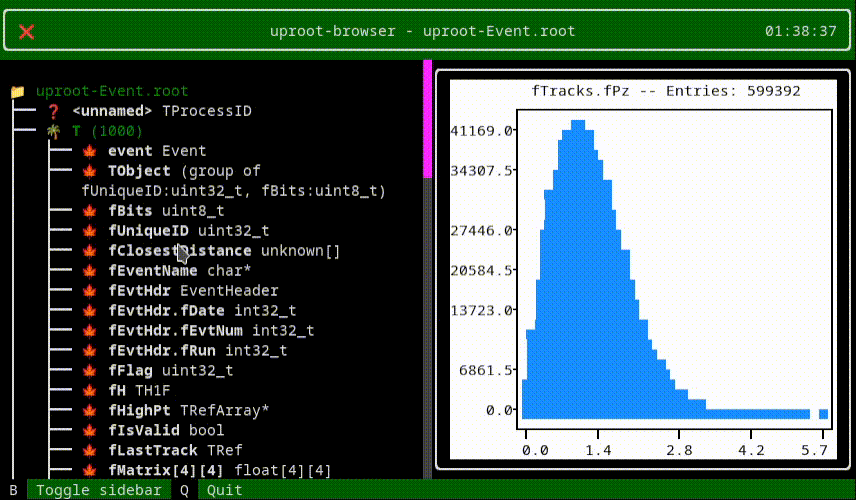 uproot-browser - uproot-Event.root 01:38:37
uproot-Event.root
<unnamed> TProcessID
T (1000)
event Event
TObject (group of
fUniqueID:uint32_t, fBits:uint8_t)
fBits uint8_t
fUniqueID uint32_t
fClosestDistance unknown[]
fEventName char*
fEvtHdr EventHeader
fEvtHdr.fDate int32_t
fEvtHdr.fEvtNum int32_t
fEvtHdr.fRun int32_t
fFlag uint32_t
fH TH1F
fHighPt TRefArray*
fIsValid bool
fLastTrack TRef
fMatrix[4][4] float[4][4]
fTracks.fPz -- Entries: 599392
41169.0
34307.5
27446.0
20584.5
13723.0
6861.5
0.0
0.0 1.4 2.8 4.2 5.7
B Toggle sidebar Q Quit